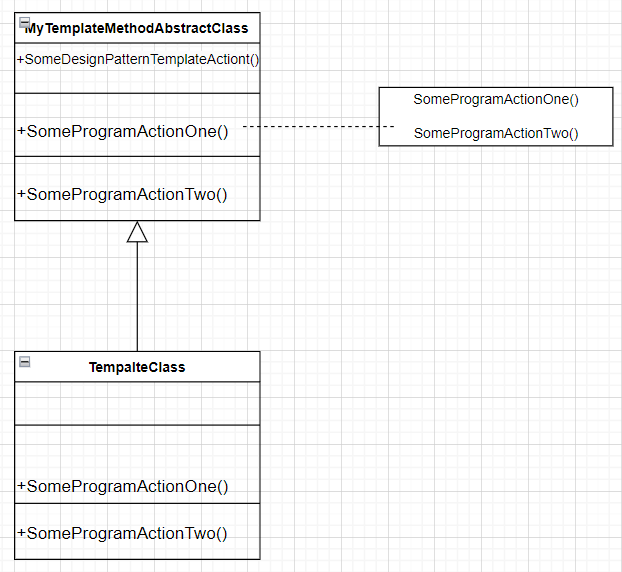 MyTemplateMethodAbstractClass
+SomeDesignPatternTemplateActiont()
+SomeProgramActionOne()
SomeProgramActionOne()
SomeProgramActionTwo()
+SomeProgramActionTwo()
TempalteClass
+SomeProgramActionOne()
+SomeProgramActionTwo()